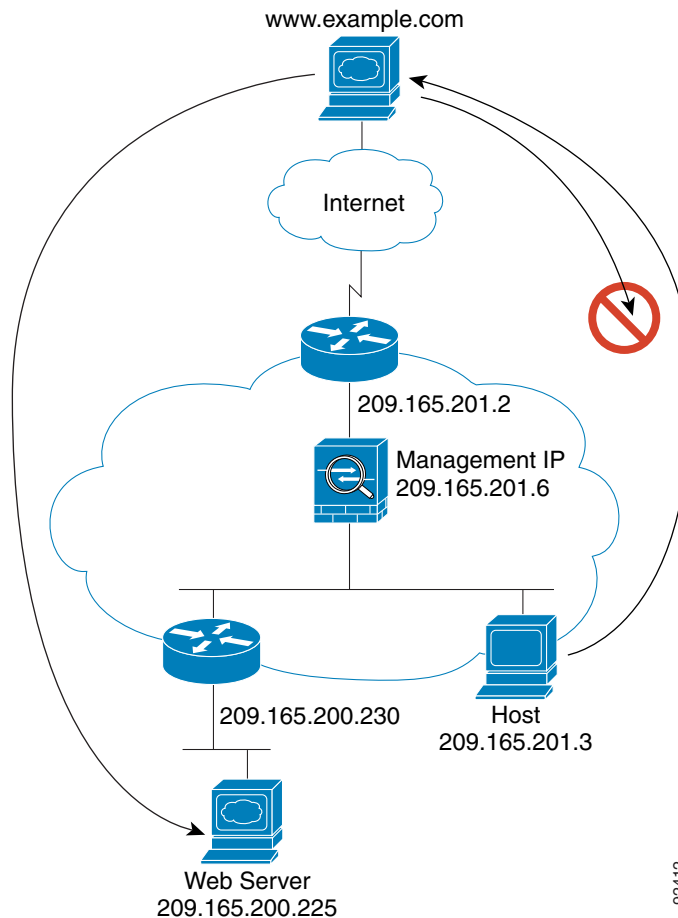 www.example.com
Internet
209.165.201.2
Management IP
209.165.201.6
209.165.200.230
Host
209.165.201.3
Web Server
209.165.200.225